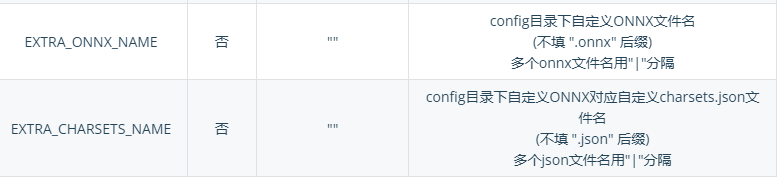 EXTRA_ONNX_NAME 否 "" config目录下自定义ONNX文件名
(不填 ".onnx" 后缀)
多个onnx文件名用"|"分隔
EXTRA_CHARSETS_NAME 否 "" config目录下自定义ONNX对应自定义charsets.json文
件名
(不填 ".json" 后缀)
多个json文件名用"|"分隔